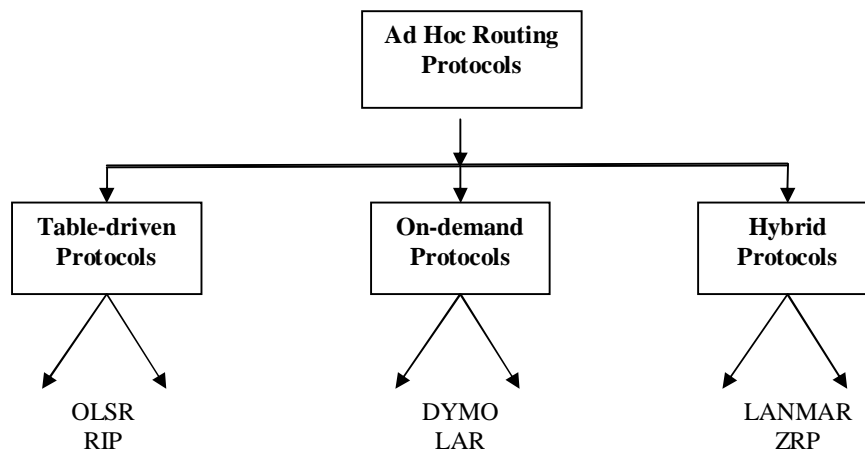 Ad Hoc Routing
Protocols
Table-driven
Protocols
On-demand
Protocols
Hybrid
Protocols
OLSR
RIP
DYMO
LAR
LANMAR
ZRP